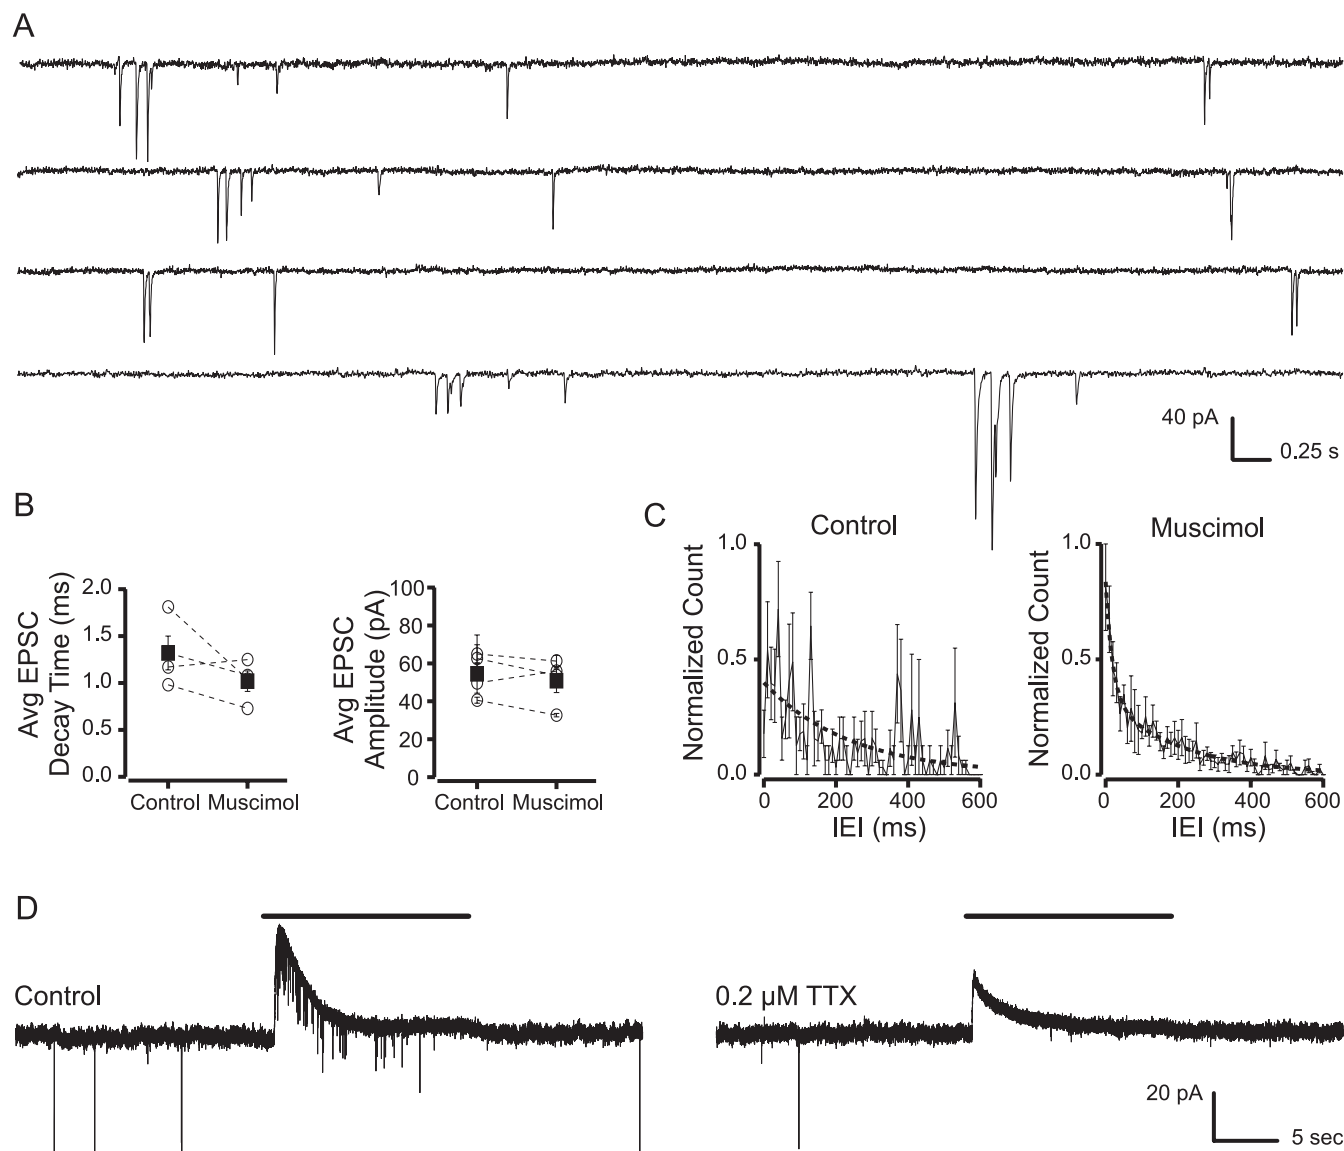 A
40 pA
0.25 s
B
Avg EPSC
Decay Time (ms)
2.0
1.5
1.0
0.5
0.0
Control Muscimol
Avg EPSC
Amplitude (pA)
100
80
60
40
20
0
Control Muscimol
C
Control
Normalized Count
1.0
0.5
0.0
0 200 400 600
IEI (ms)
Muscimol
Normalized Count
1.0
0.5
0.0
0 200 400 600
IEI (ms)
D
Control
0.2 µM TTX
20 pA
5 sec